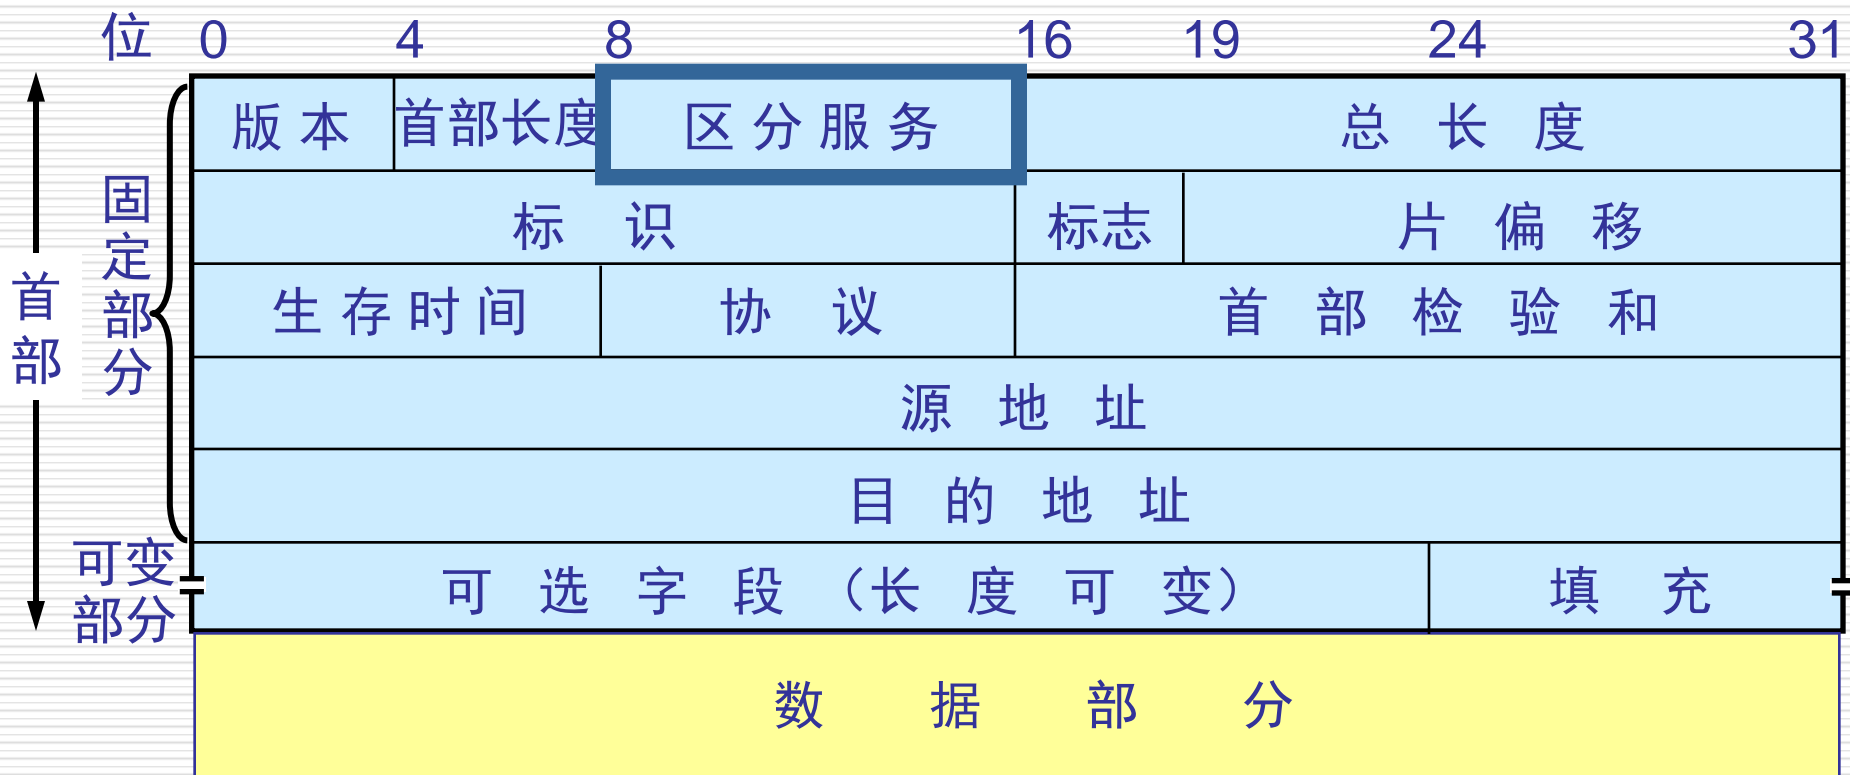 位 0 4 8 16 19 24 31
版本 首部长度 区分服务 总长度
标识 标志 片偏移
生存时间 协议 首部检验和
源地址
目的地址
可选字段（长度可变） 填充
数据部分
首部
固定部分
可变
部分